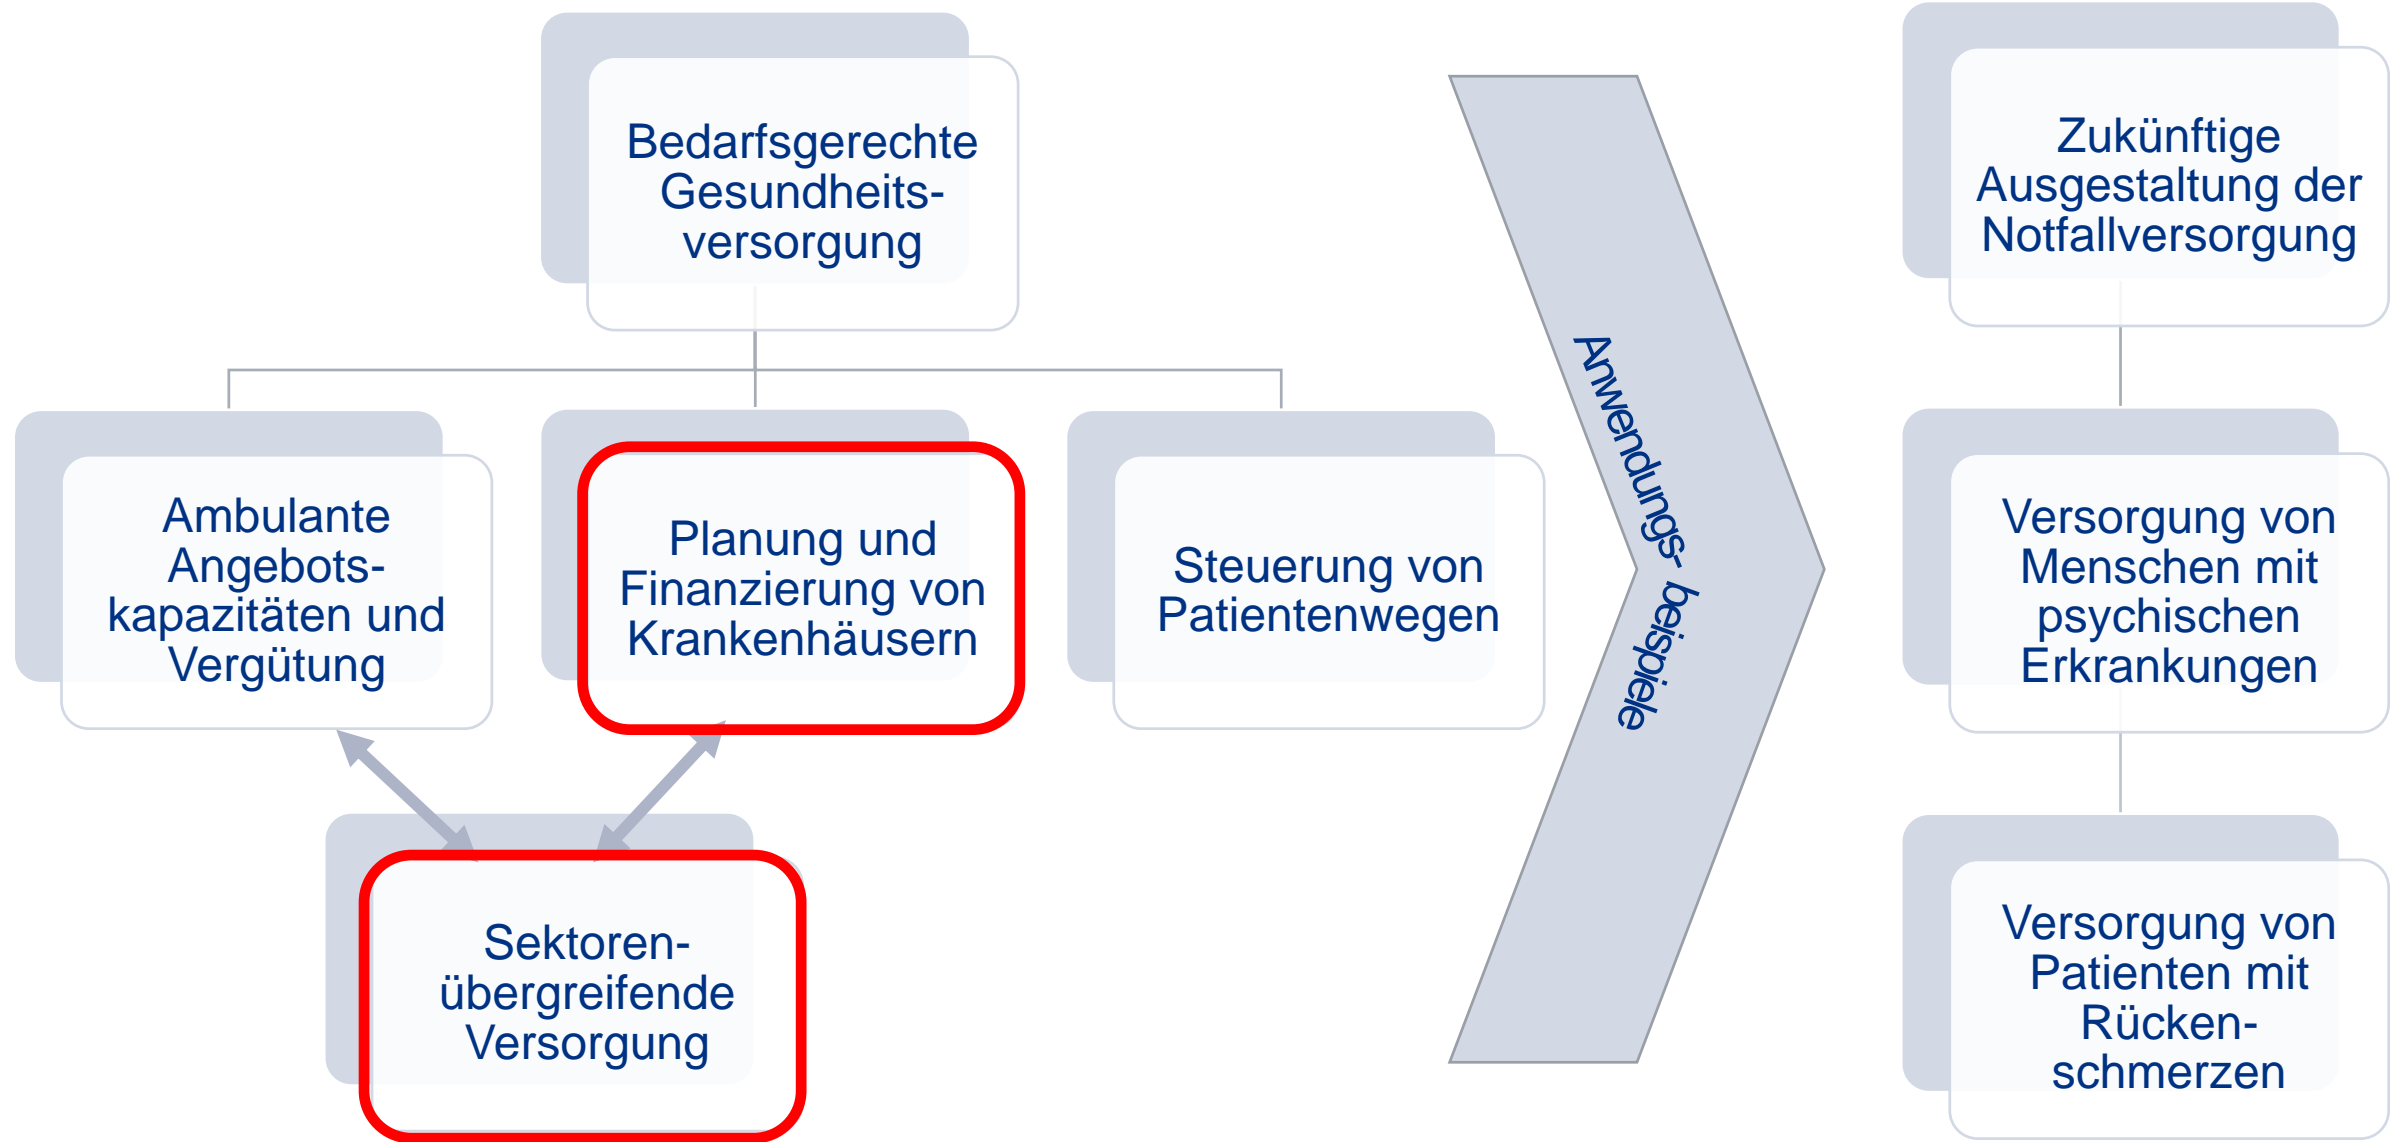 Bedarfsgerechte
Gesundheits-
versorgung
Ambulante
Angebots-
kapazitäten und
Vergütung
Planung und
Finanzierung von
Krankenhäusern
Steuerung von
Patientenwegen
Sektoren-
übergreifende
Versorgung
Anwendungs- beispiele
Zukünftige
Ausgestaltung der
Notfallversorgung
Versorgung von
Menschen mit
psychischen
Erkrankungen
Versorgung von
Patienten mit
Rücken-
schmerzen